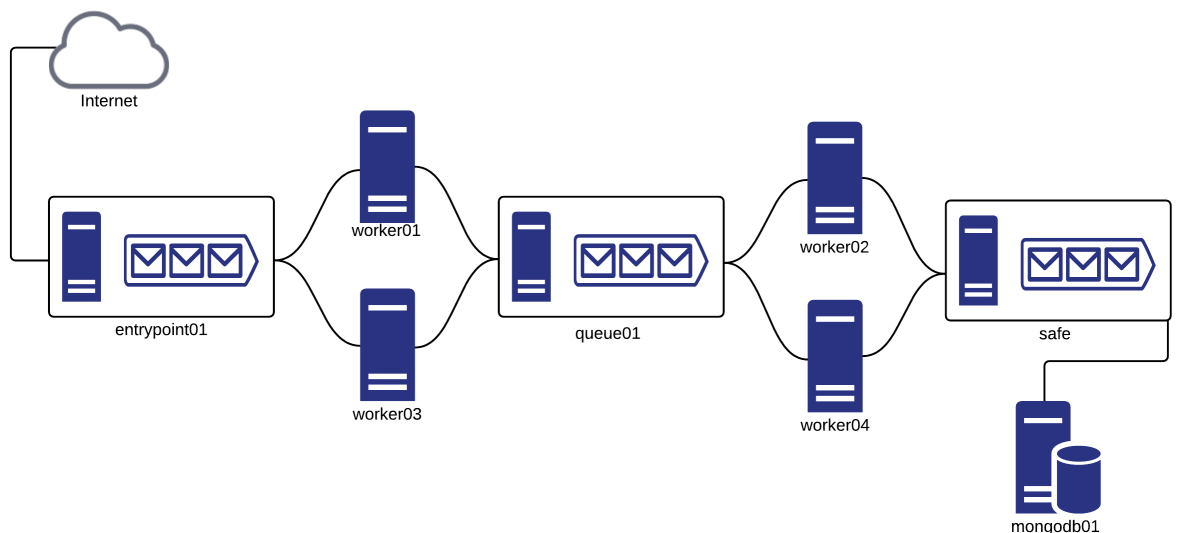 Internet
entrypoint01
worker01
worker03
queue01
worker02
worker04
safe
mongodb01